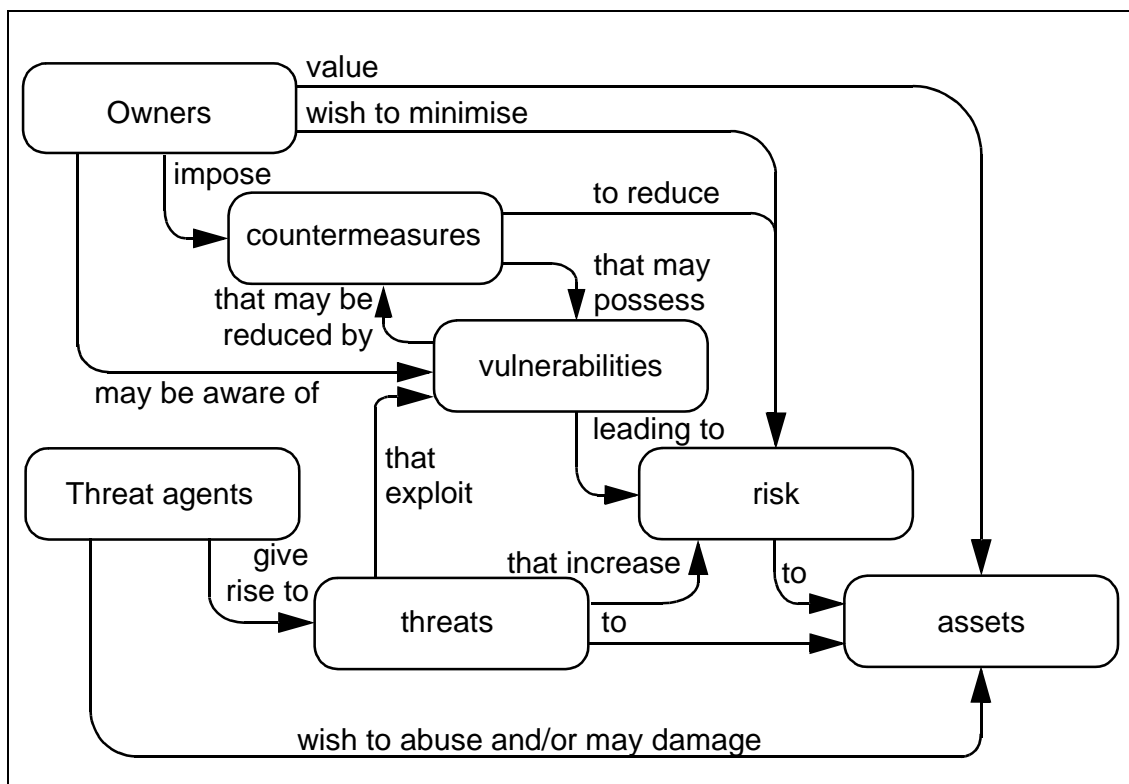 value
Owners
wish to minimise
impose
to reduce
countermeasures
that may
possess
that may be
reduced by
vulnerabilities
may be aware of
leading to
that
exploit
Threat agents
risk
give
rise to
that increase
to
threats
to
assets
wish to abuse and/or may damage